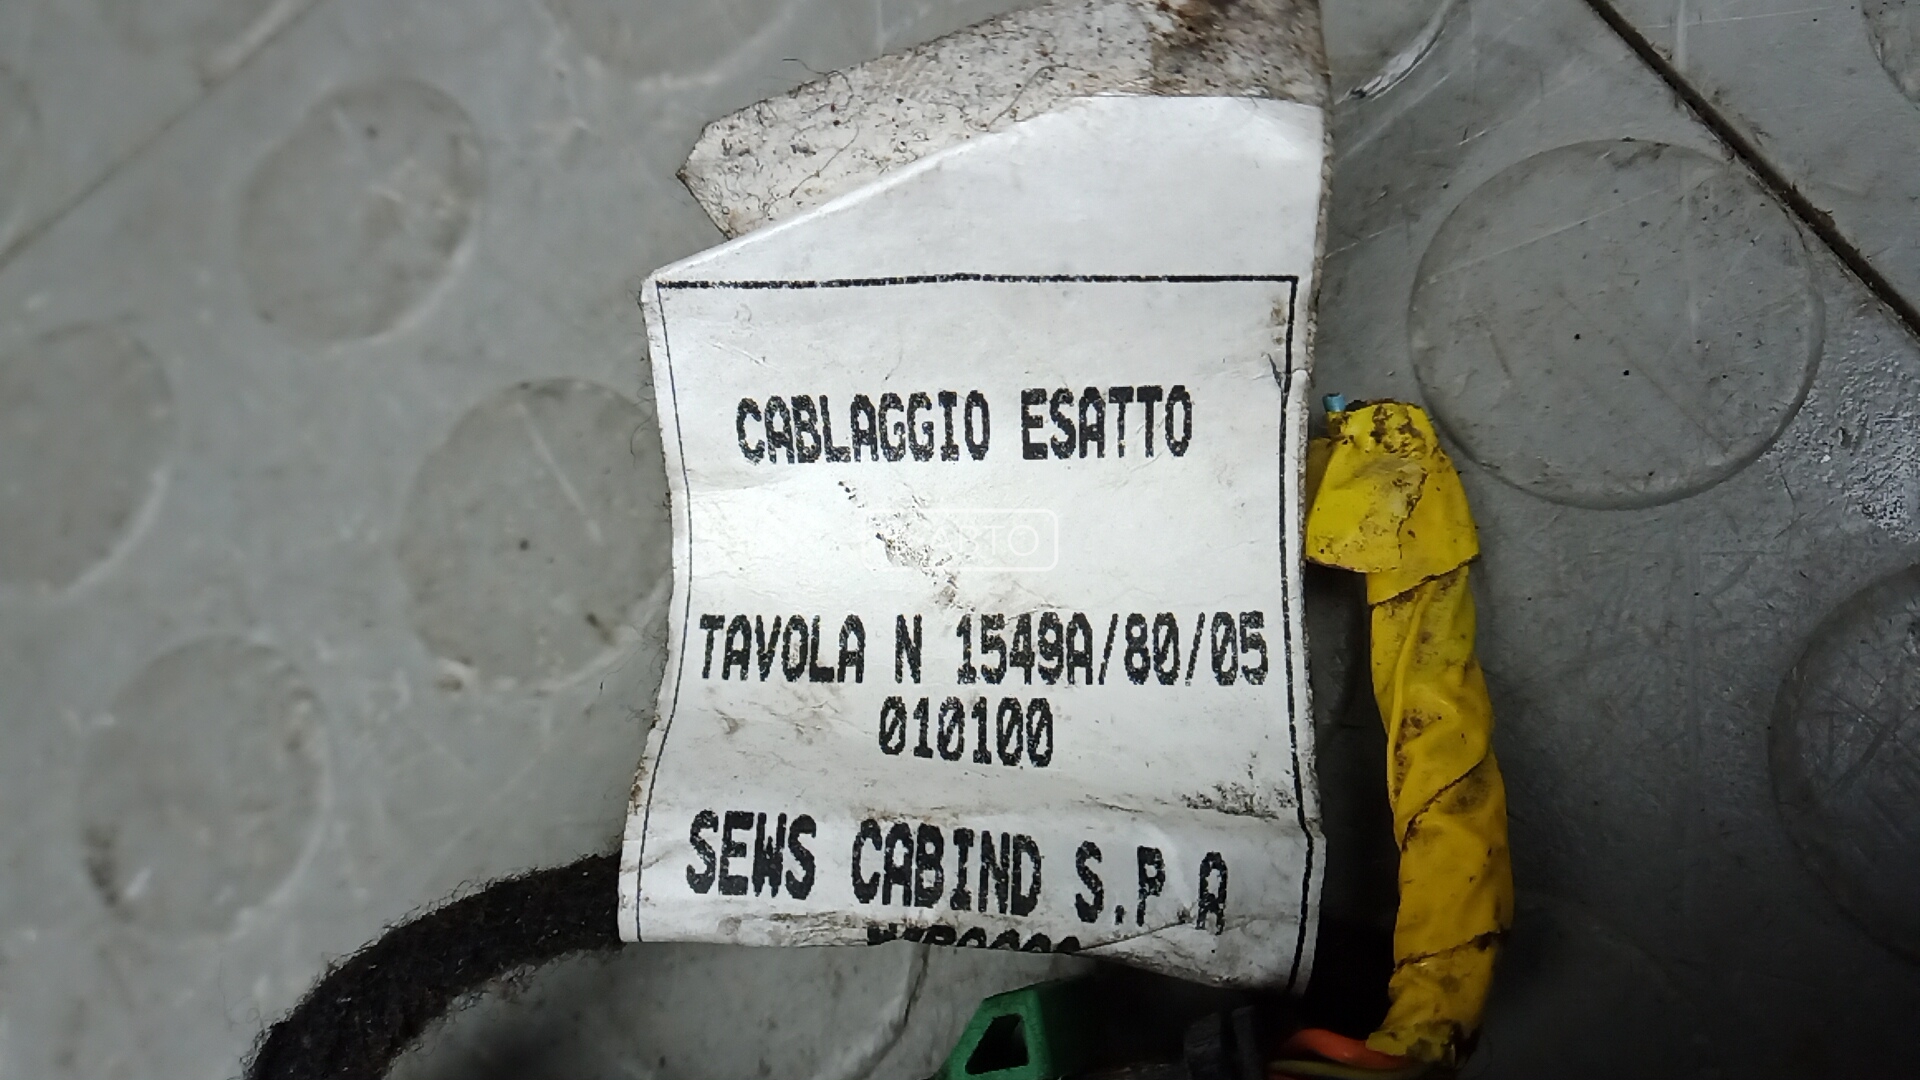 CABLAGGIO ESATTO
TAVOLA N 1549A/80/05
010100
SEWS CABIND S.P.A